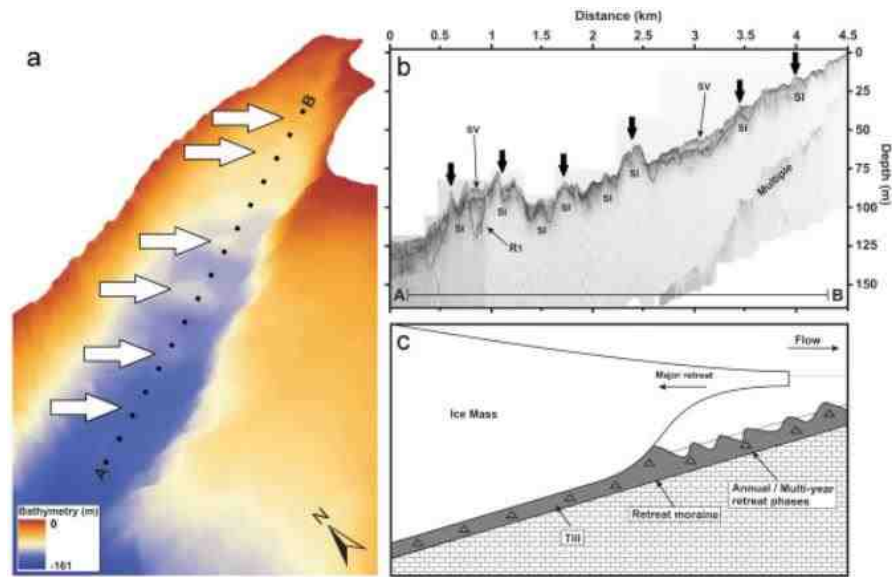 a
B
A
Bathymetry (m)
0
-161
N
Distance (km)
0 0.5 1 1.5 2 2.5 3 3.5 4 4.5
b
SV
SV
SI
SI
SI
SI
SI
SI
SI
SI
R1
Multiple
A
B
0
25
50
75
100
125
150
Depth (m)
c
Flow
Major retreat
Ice Mass
Annual / Multi-year
retreat phases
Retreat moraine
Till